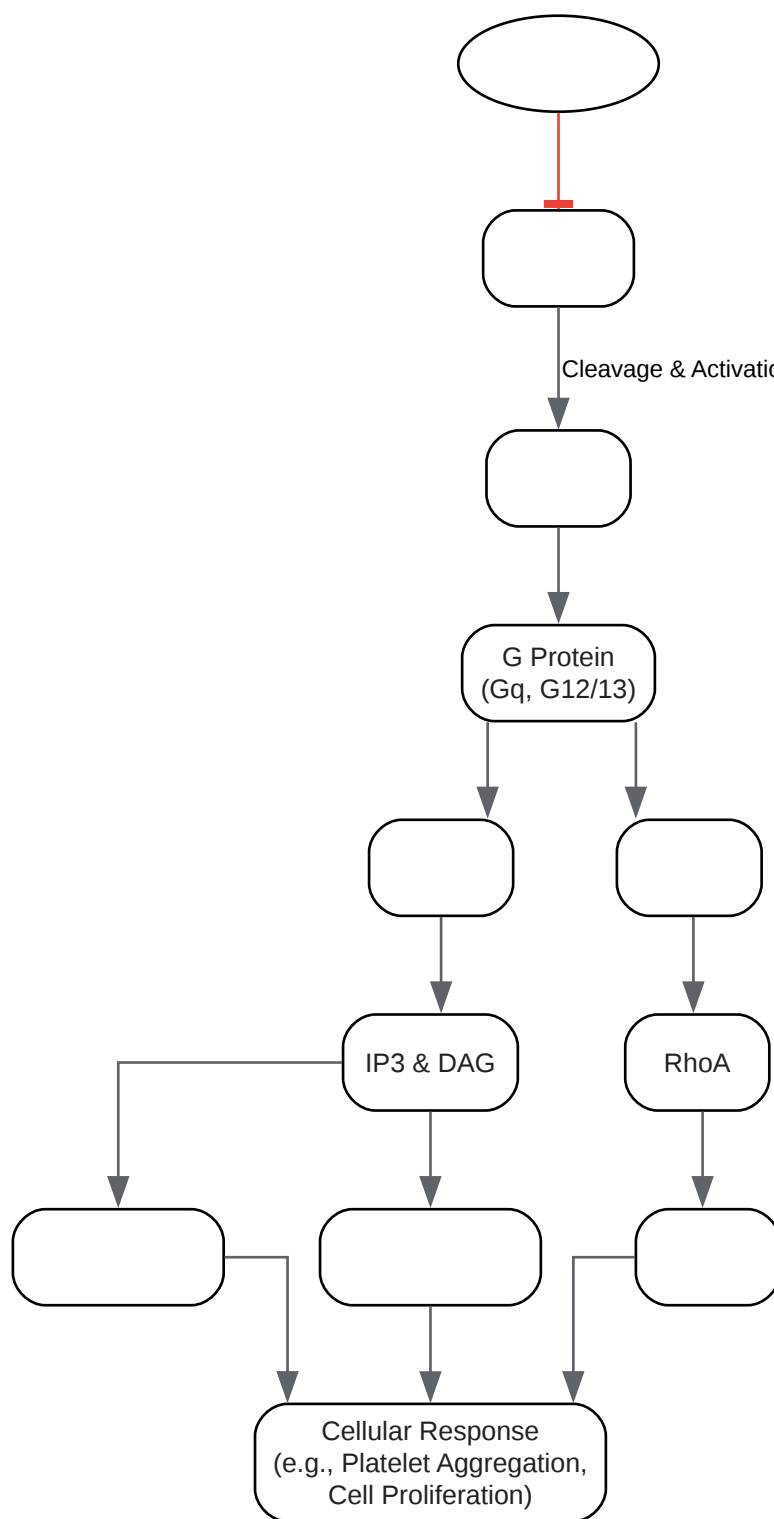 Cleavage & Activatio
G Protein
(Gq, G12/13)
IP3 & DAG
RhoA
Cellular Response
(e.g., Platelet Aggregation,
Cell Proliferation)